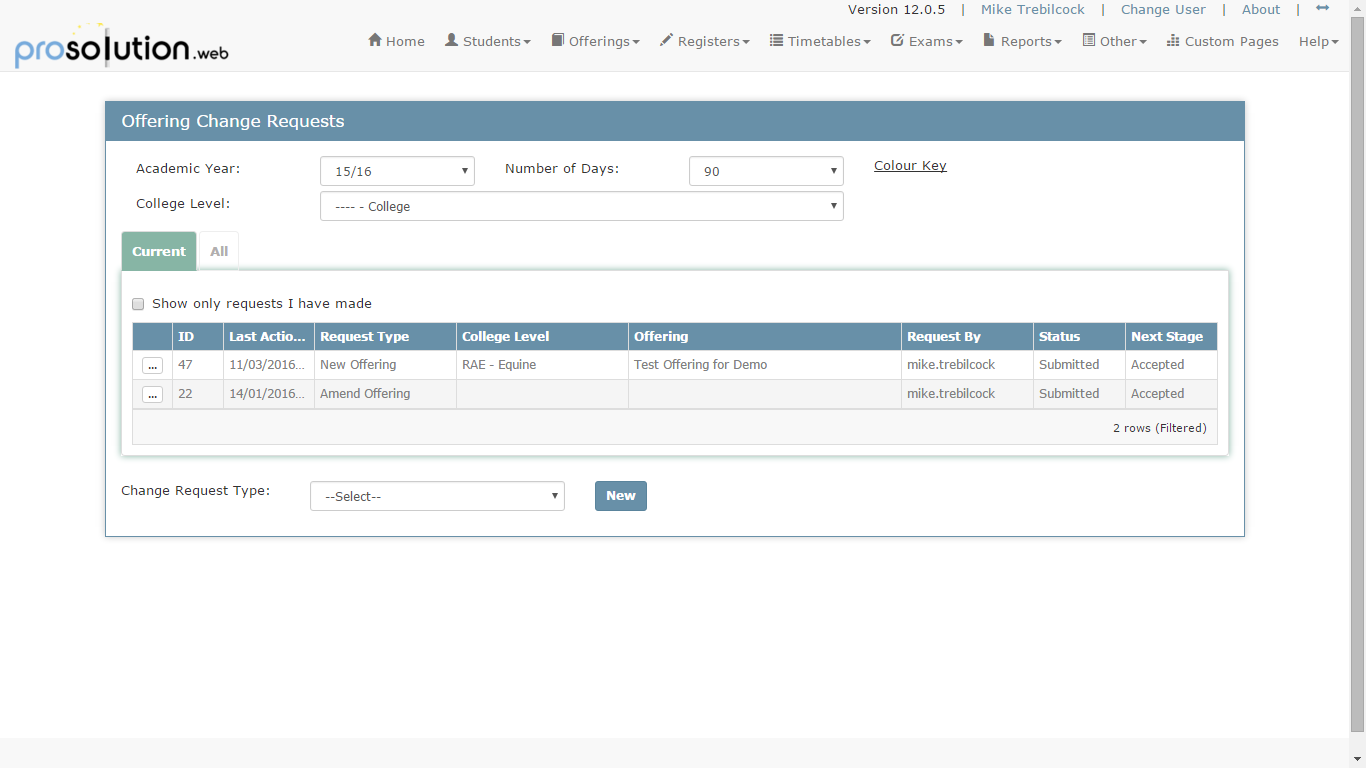 Version 12.0.5 | Mike Trebilcock | Change User | About |
prosolution.web
Home Students Offerings Registers Timetables Exams Reports Other Custom Pages Help
Offering Change Requests
Academic Year: 15/16 Number of Days: 90 Colour Key
College Level: ---- - College
Current All
Show only requests I have made
ID Last Actio... Request Type College Level Offering Request By Status Next Stage
... 47 11/03/2016... New Offering RAE - Equine Test Offering for Demo mike.trebilcock Submitted Accepted
... 22 14/01/2016... Amend Offering mike.trebilcock Submitted Accepted
2 rows (Filtered)
Change Request Type: --Select-- New